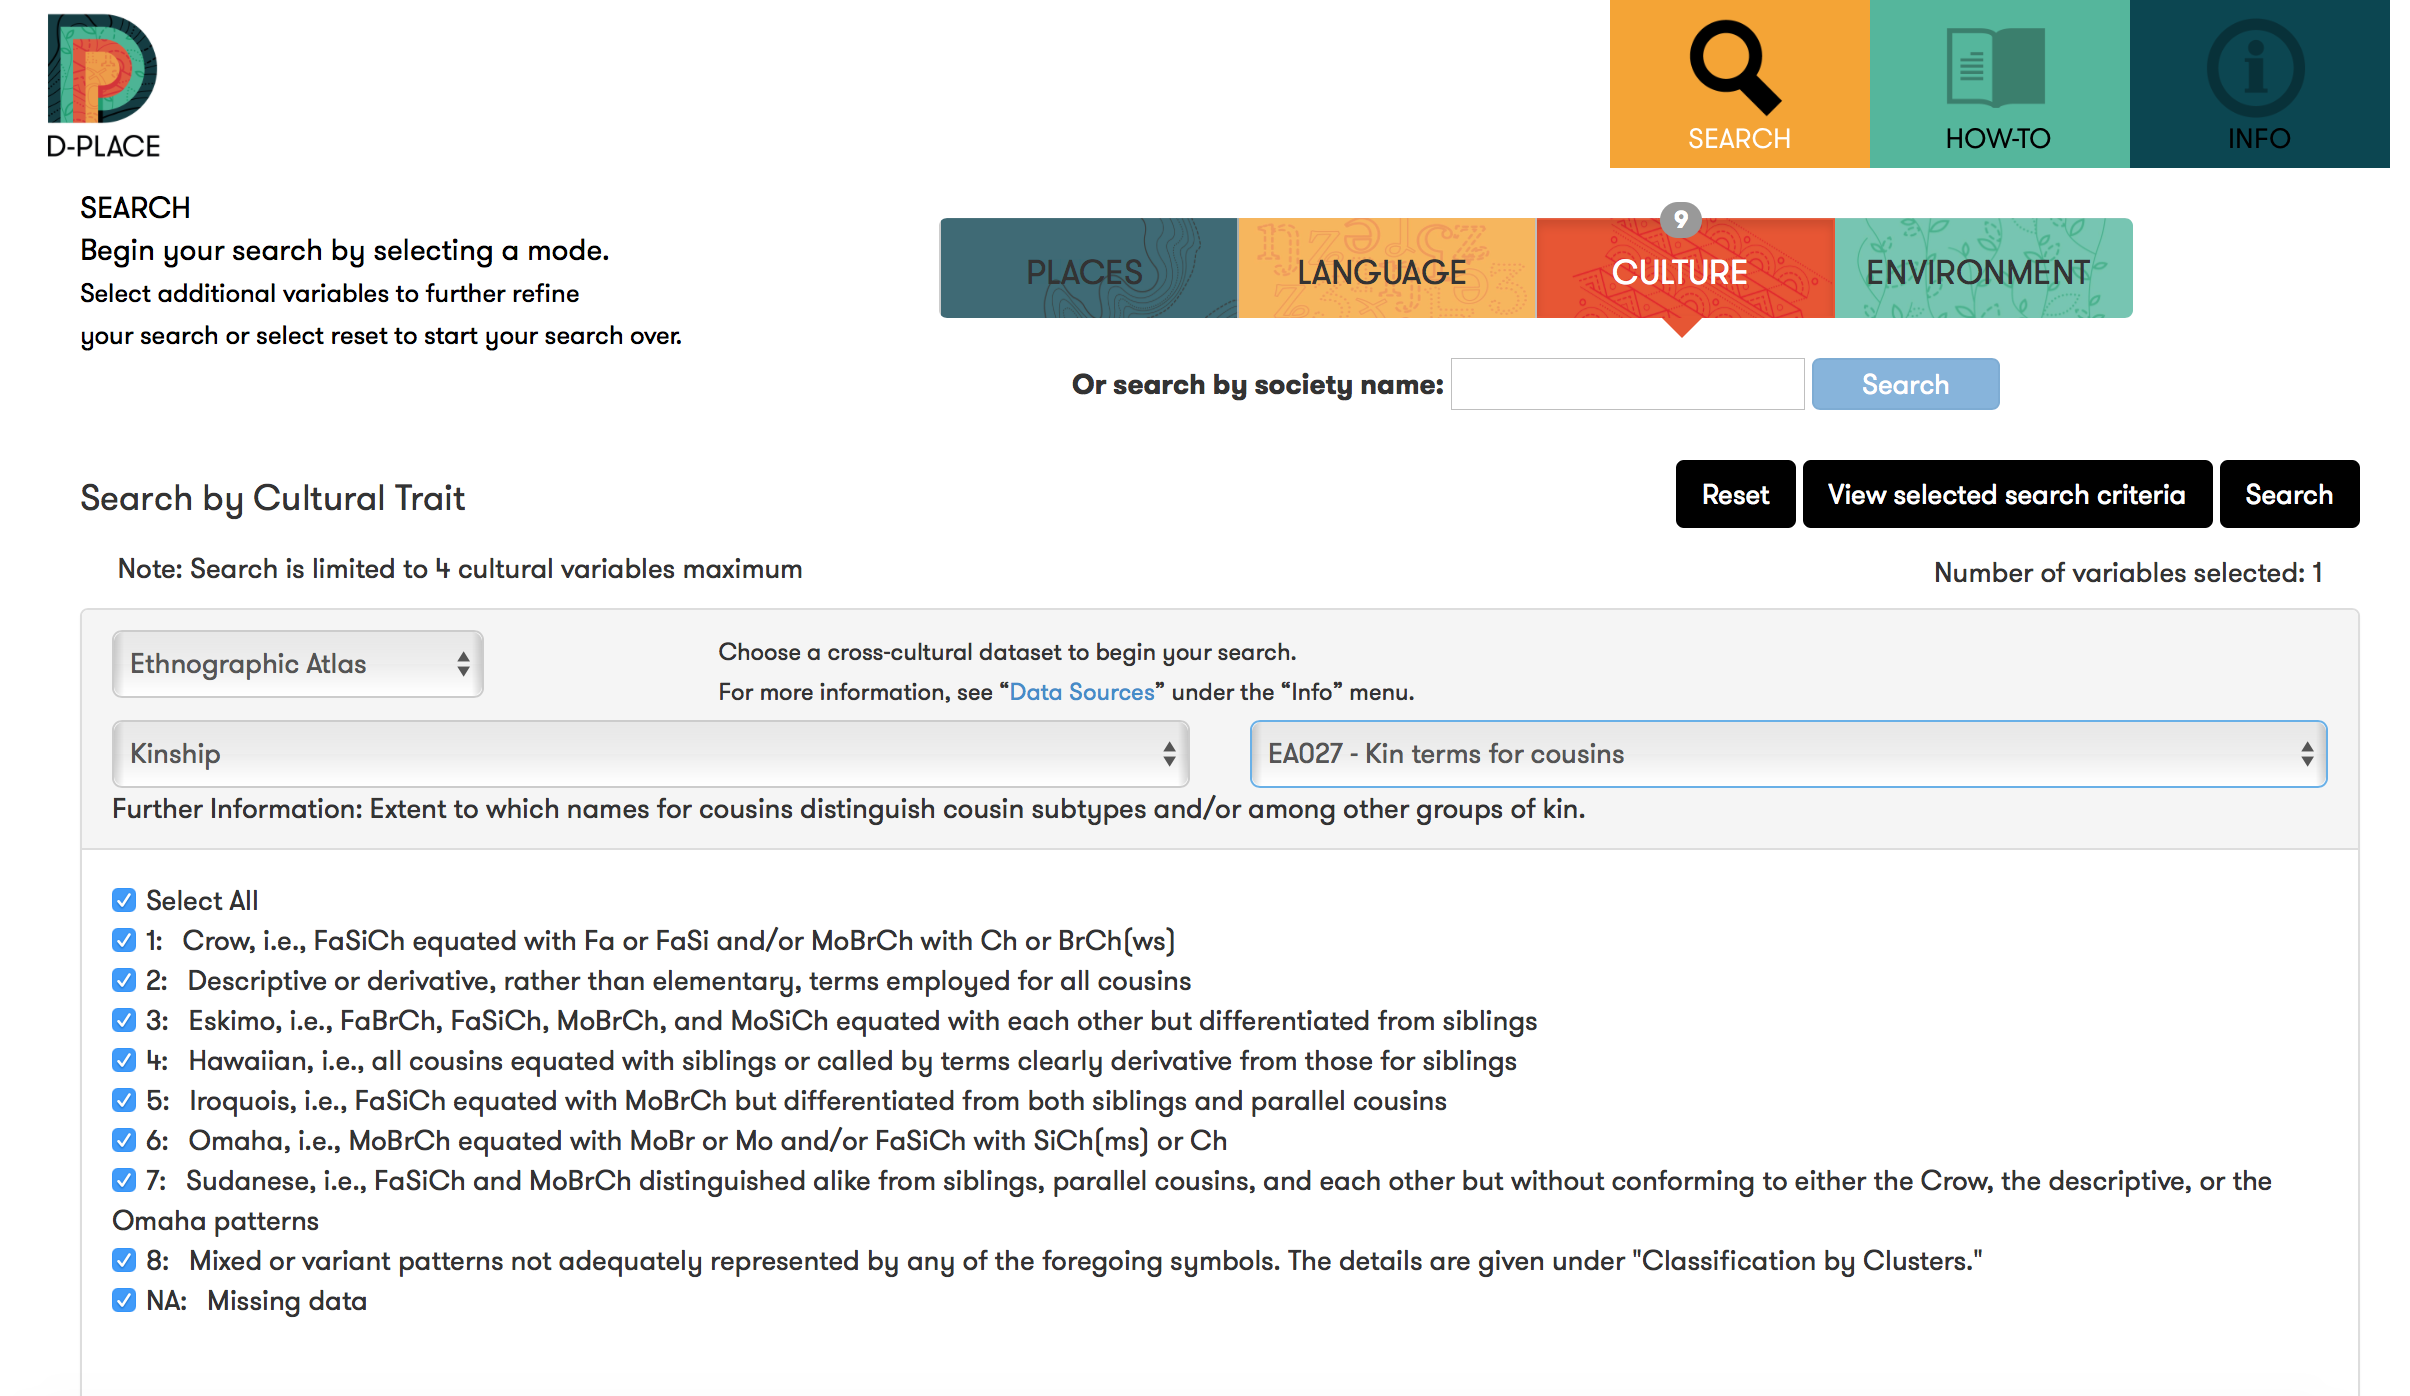 D-PLACE
SEARCH
HOW-TO
INFO
SEARCH
Begin your search by selecting a mode.
Select additional variables to further refine
your search or select reset to start your search over.
9
PLACES
LANGUAGE
CULTURE
ENVIRONMENT
Or search by society name:
Search
Search by Cultural Trait
Reset
View selected search criteria
Search
Note: Search is limited to 4 cultural variables maximum
Number of variables selected: 1
Ethnographic Atlas
Choose a cross-cultural dataset to begin your search.
For more information, see “Data Sources” under the “Info” menu.
Kinship
EA027 - Kin terms for cousins
Further Information: Extent to which names for cousins distinguish cousin subtypes and/or among other groups of kin.
Select All
1: Crow, i.e., FaSiCh equated with Fa or FaSi and/or MoBrCh with Ch or BrCh(ws)
2: Descriptive or derivative, rather than elementary, terms employed for all cousins
3: Eskimo, i.e., FaBrCh, FaSiCh, MoBrCh, and MoSiCh equated with each other but differentiated from siblings
4: Hawaiian, i.e., all cousins equated with siblings or called by terms clearly derivative from those for siblings
5: Iroquois, i.e., FaSiCh equated with MoBrCh but differentiated from both siblings and parallel cousins
6: Omaha, i.e., MoBrCh equated with MoBr or Mo and/or FaSiCh with SiCh(ms) or Ch
7: Sudanese, i.e., FaSiCh and MoBrCh distinguished alike from siblings, parallel cousins, and each other but without conforming to either the Crow, the descriptive, or the
Omaha patterns
8: Mixed or variant patterns not adequately represented by any of the foregoing symbols. The details are given under "Classification by Clusters."
NA: Missing data